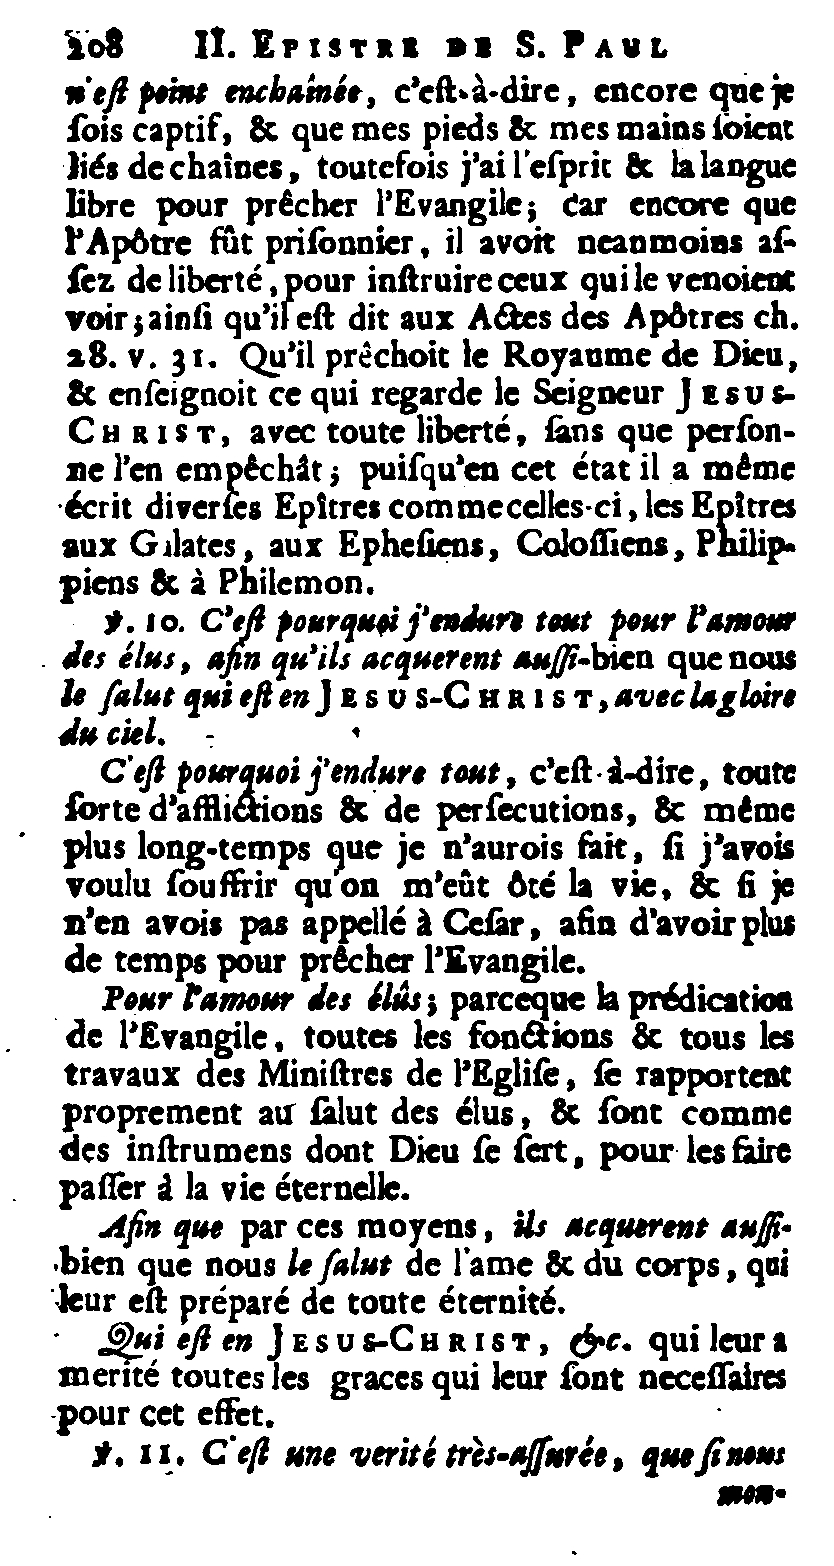 208 II. EPISTRE DE S. PAUL
n'eſt point enchaînée, c'eſt-à-dire, encore que je
ſois captif, & que mes pieds & mes mains ſoient
liés de chaînes, toutefois j'ai l'eſprit & la langue
libre pour prêcher l'Evangile; car encore que
l'Apôtre fût priſonnier, il avoit neanmoins aſ-
ſez de liberté, pour inſtruire ceux qui le venoient
voir; ainſi qu'il eſt dit aux Actes des Apôtres ch.
28. v. 31. Qu'il prêchoit le Royaume de Dieu,
& enſeignoit ce qui regarde le Seigneur JESUS-
CHRIST, avec toute liberté, ſans que perſon-
ne l'en empêchât; puiſqu'en cet état il a même
écrit diverſes Epîtres comme celles-ci, les Epîtres
aux Galates, aux Epheſiens, Coloſſiens, Philip-
piens & à Philemon.
℣. 10. C'eſt pourquoi j'endure tout pour l'amour
des élus, afin qu'ils acquerent auſſi-bien que nous
le ſalut qui eſt en JESUS-CHRIST, avec la gloire
du ciel.
C'eſt pourquoi j'endure tout, c'eſt-à-dire, toute
ſorte d'afflictions & de perſecutions, & même
plus long-temps que je n'aurois fait, ſi j'avois
voulu ſouffrir qu'on m'eût ôté la vie, & ſi je
n'en avois pas appellé à Ceſar, afin d'avoir plus
de temps pour prêcher l'Evangile.
Pour l'amour des élûs; parceque la prédication
de l'Evangile, toutes les fonctions & tous les
travaux des Miniſtres de l'Egliſe, ſe rapportent
proprement au ſalut des élus, & ſont comme
des inſtrumens dont Dieu ſe ſert, pour les faire
paſſer à la vie éternelle.
Afin que par ces moyens, ils acquerent auſſi-
bien que nous le ſalut de l'ame & du corps, qui
leur eſt préparé de toute éternité.
Qui eſt en JESUS-CHRIST, &c. qui leur a
merité toutes les graces qui leur ſont neceſſaires
pour cet effet.
℣. 11. C'eſt une verité très-aſſurée, que ſi nous
mon-